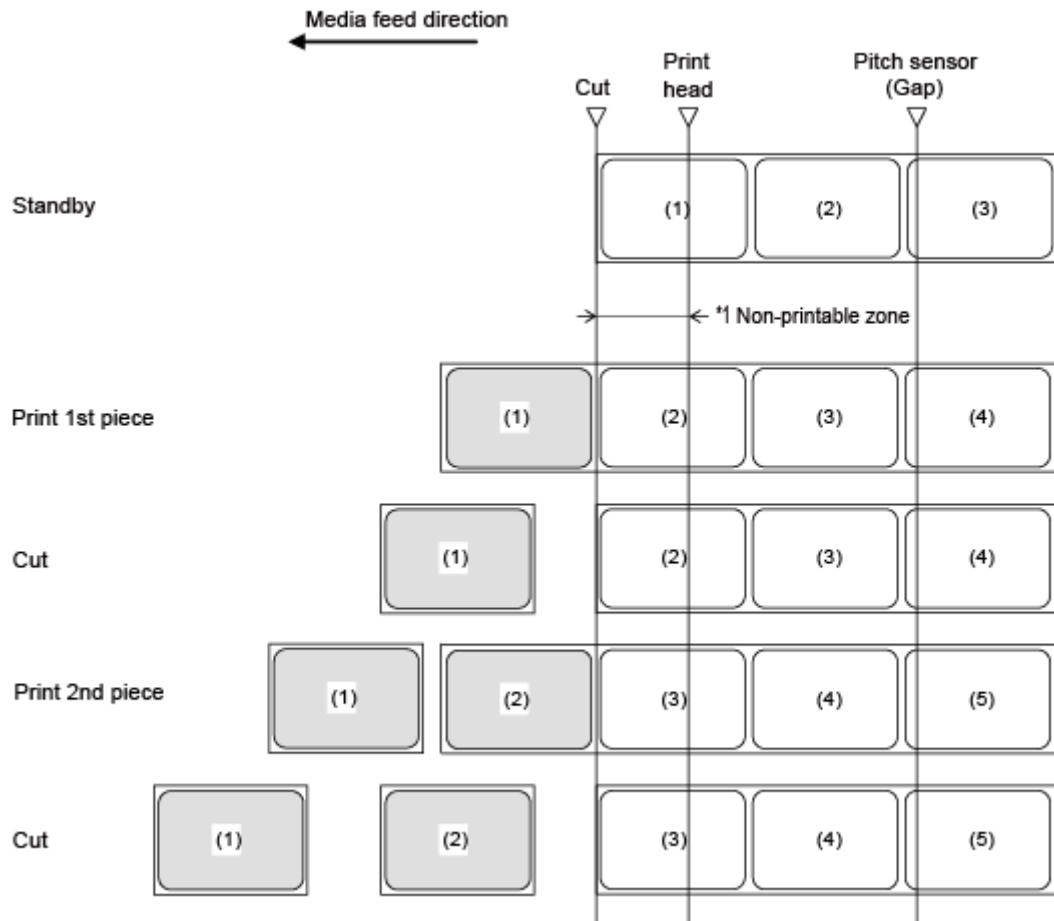 Media feed direction
Cut
Print
head
Pitch sensor
(Gap)
Standby
(1)
(2)
(3)
*1 Non-printable zone
Print 1st piece
(1)
(2)
(3)
(4)
Cut
(1)
(2)
(3)
(4)
Print 2nd piece
(1)
(2)
(3)
(4)
(5)
Cut
(1)
(2)
(3)
(4)
(5)